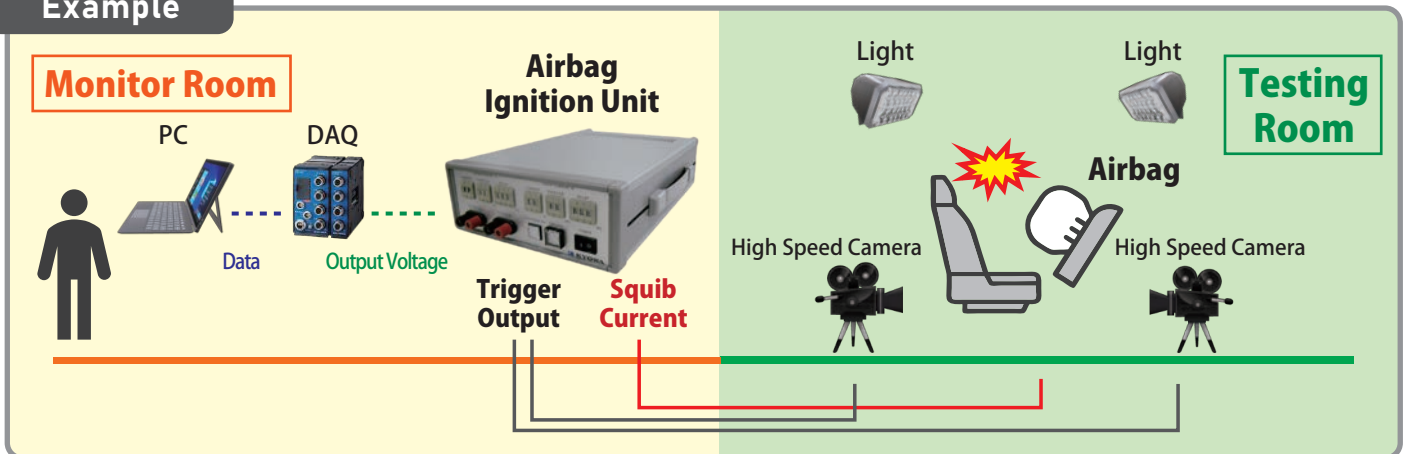 Example
Monitor Room
PC
DAQ
Airbag
Ignition Unit
Data
Output Voltage
Trigger
Output
Squib
Current
Light
Light
Testing
Room
Airbag
High Speed Camera
High Speed Camera